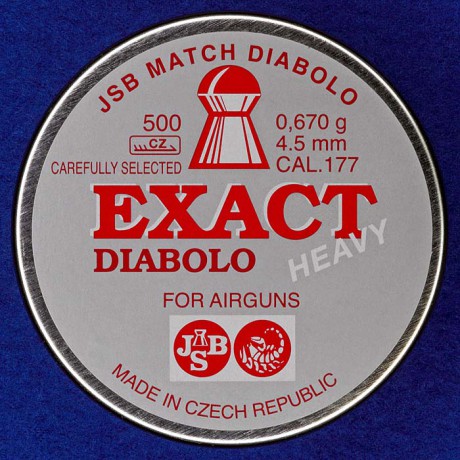 JSB MATCH DIABOLO
500
CZ
CAREFULLY SELECTED
0,670 g
4.5 mm
CAL.177
EXACT
DIABOLO
HEAVY
FOR AIRGUNS
JSB
MADE IN CZECH REPUBLIC